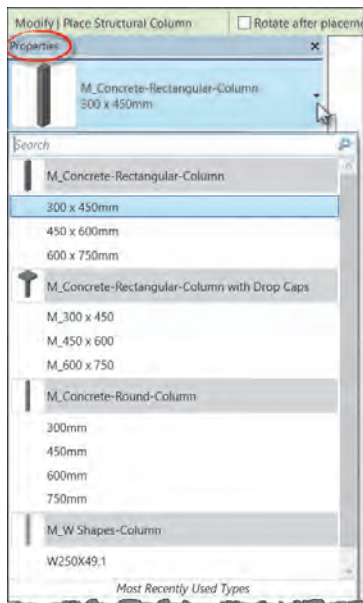 Modify | Place Structural Column
Rotate after placeme
Properties
M_Concrete-Rectangular-Column
300 x 450mm
Search
M_Concrete-Rectangular-Column
300 x 450mm
450 x 600mm
600 x 750mm
M_Concrete-Rectangular-Column with Drop Caps
M_300 x 450
M_450 x 600
M_600 x 750
M_Concrete-Round-Column
300mm
450mm
600mm
750mm
M_W Shapes-Column
W250X49.1
Most Recently Used Types